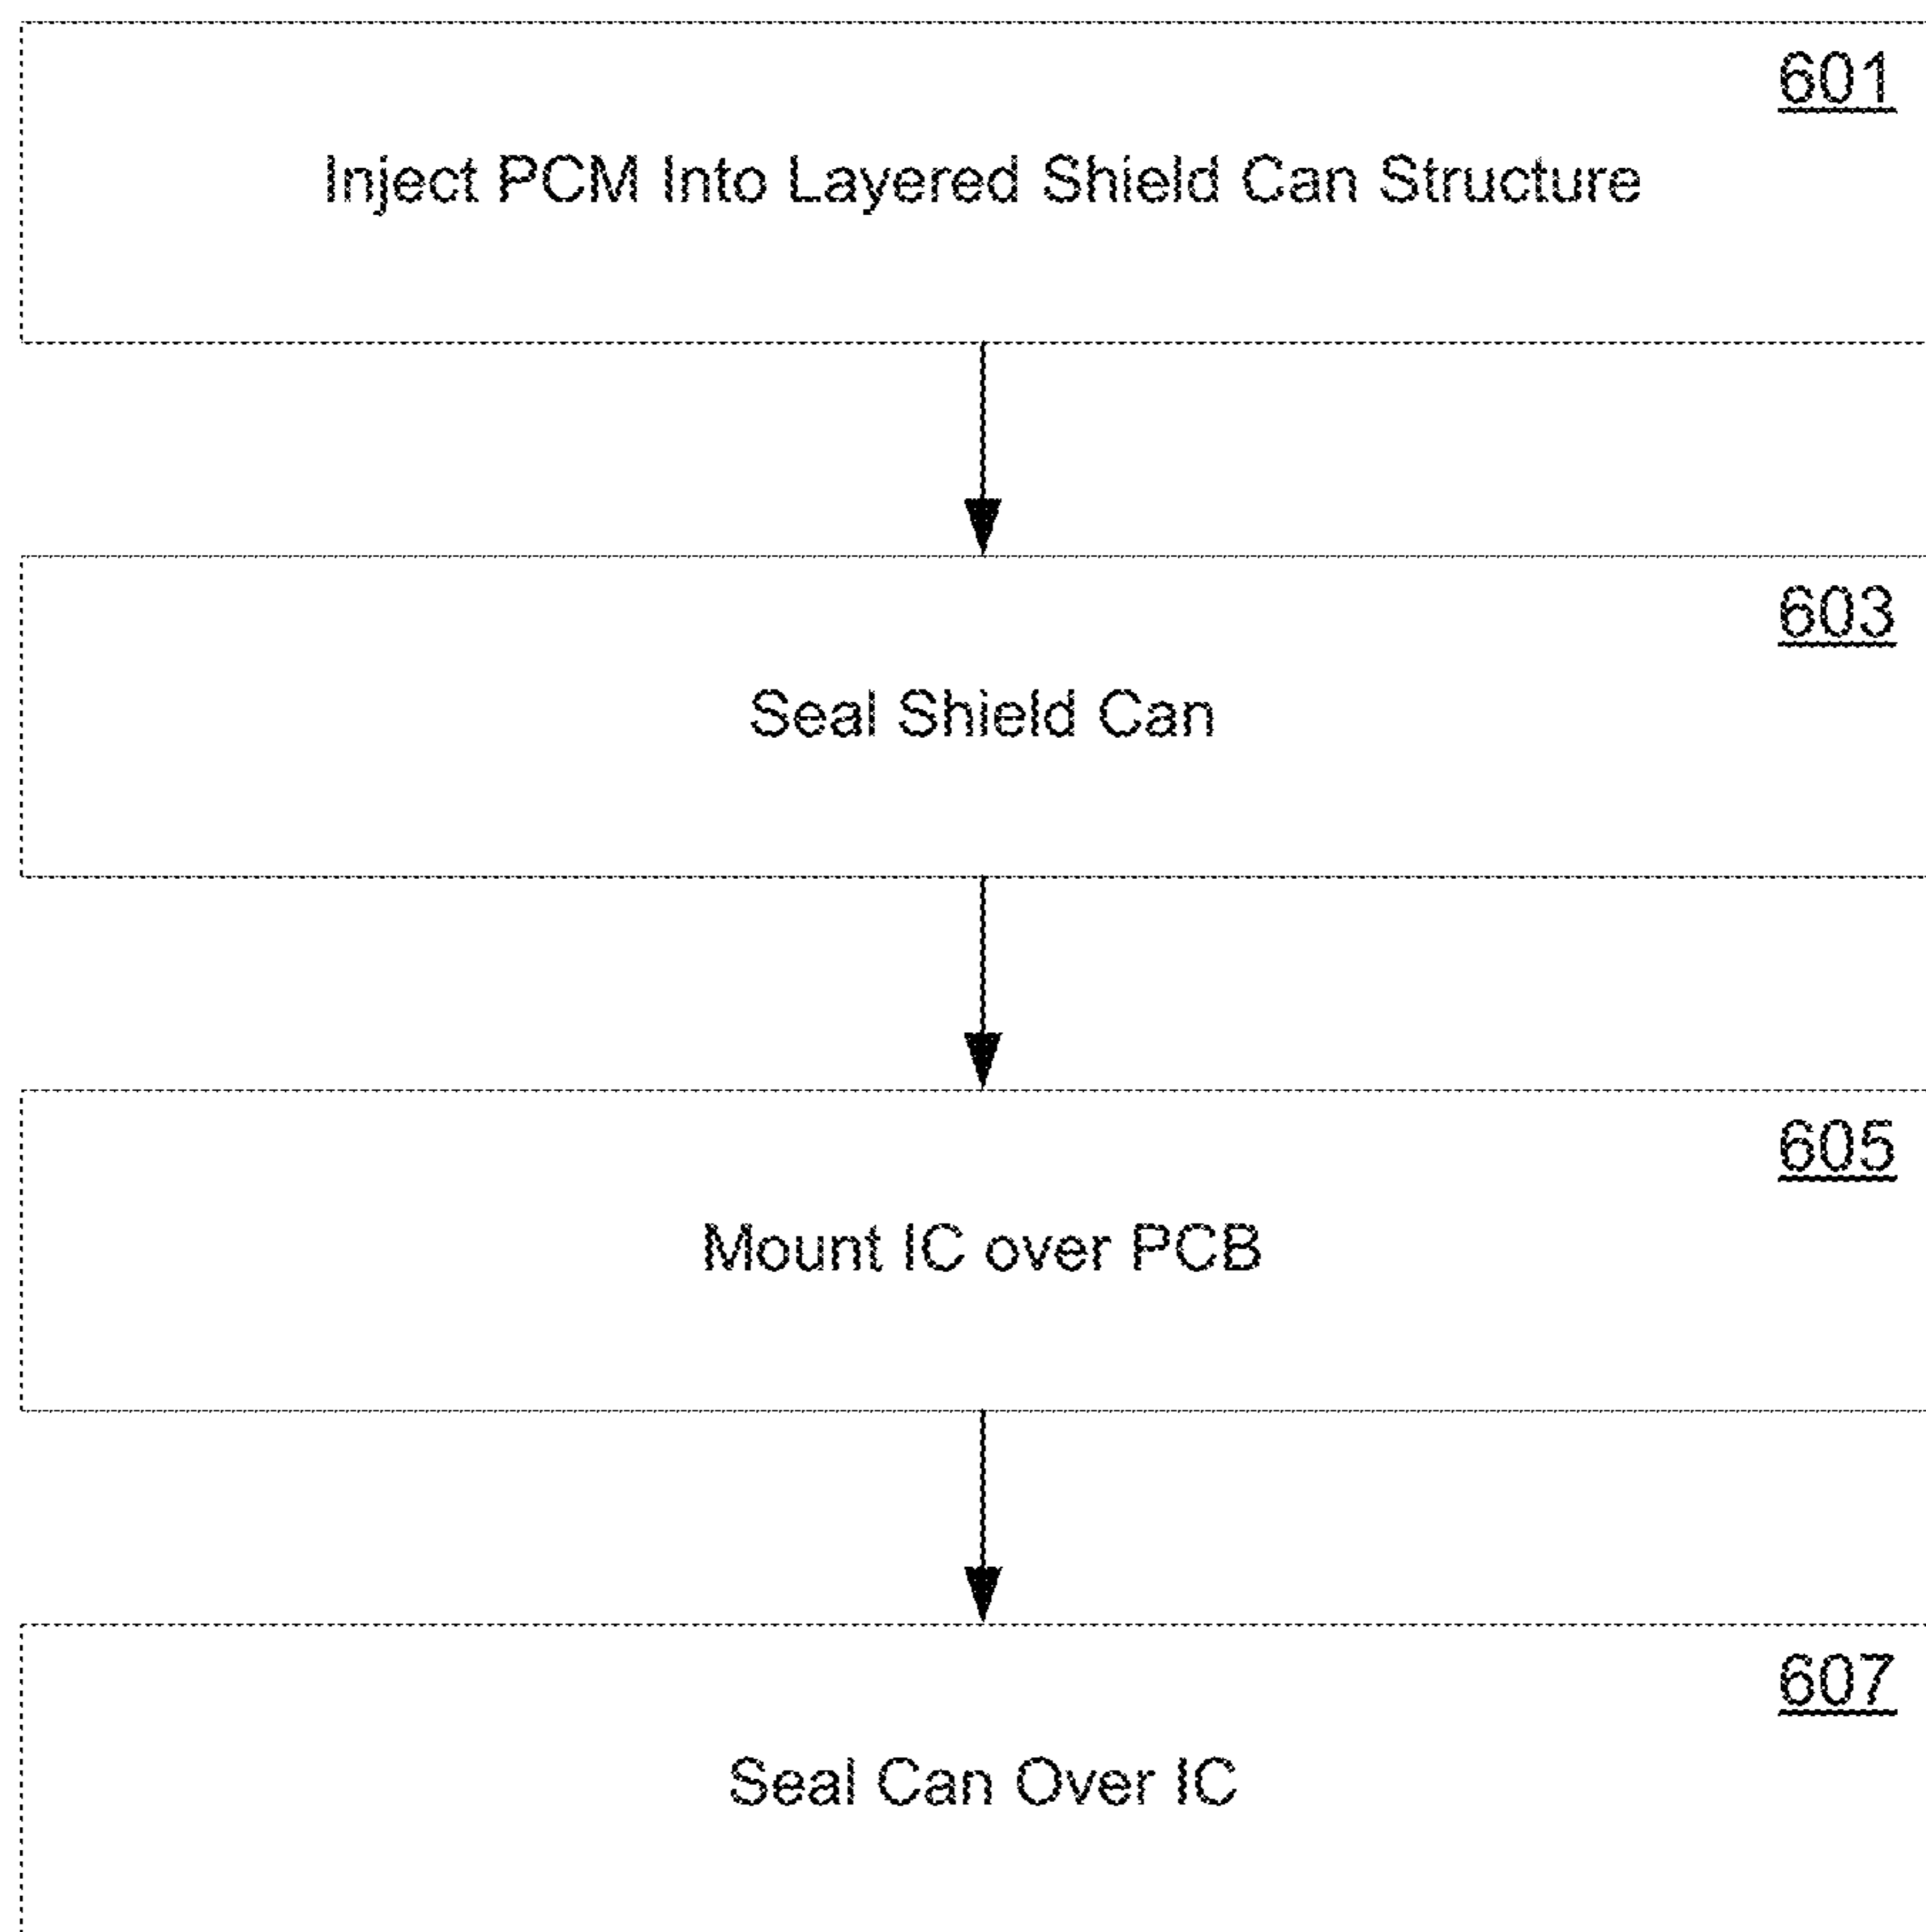 601
Inject PCM Into Layered Shield Can Structure
603
Seal Shield Can
605
Mount IC over PCB
607
Seal Can Over IC